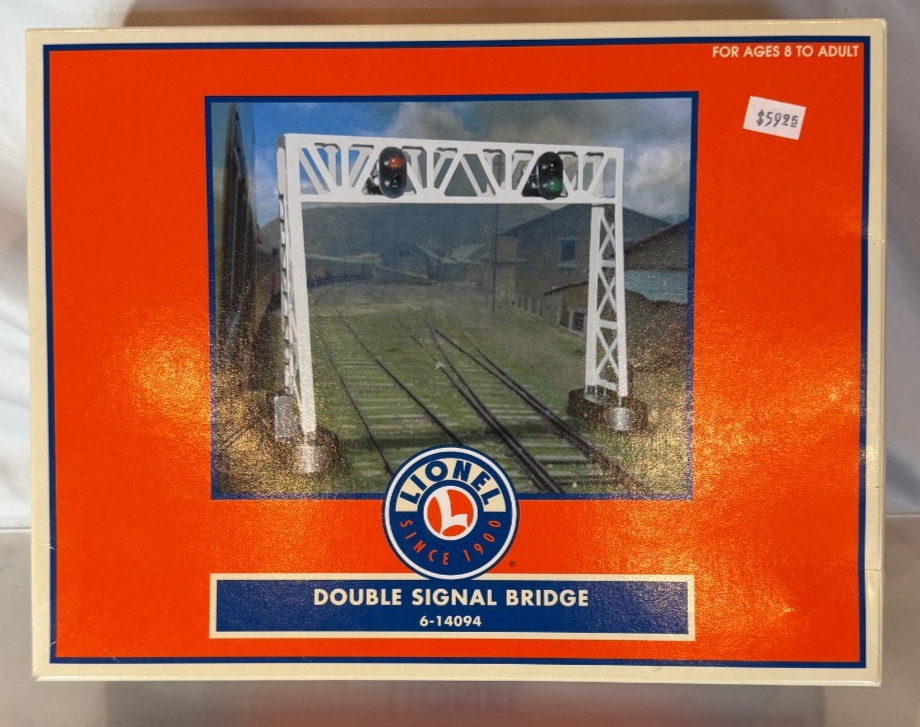 FOR AGES 8 TO ADULT
$5925
LIONEL
L
SINCE 1900
®
DOUBLE SIGNAL BRIDGE
6-14094